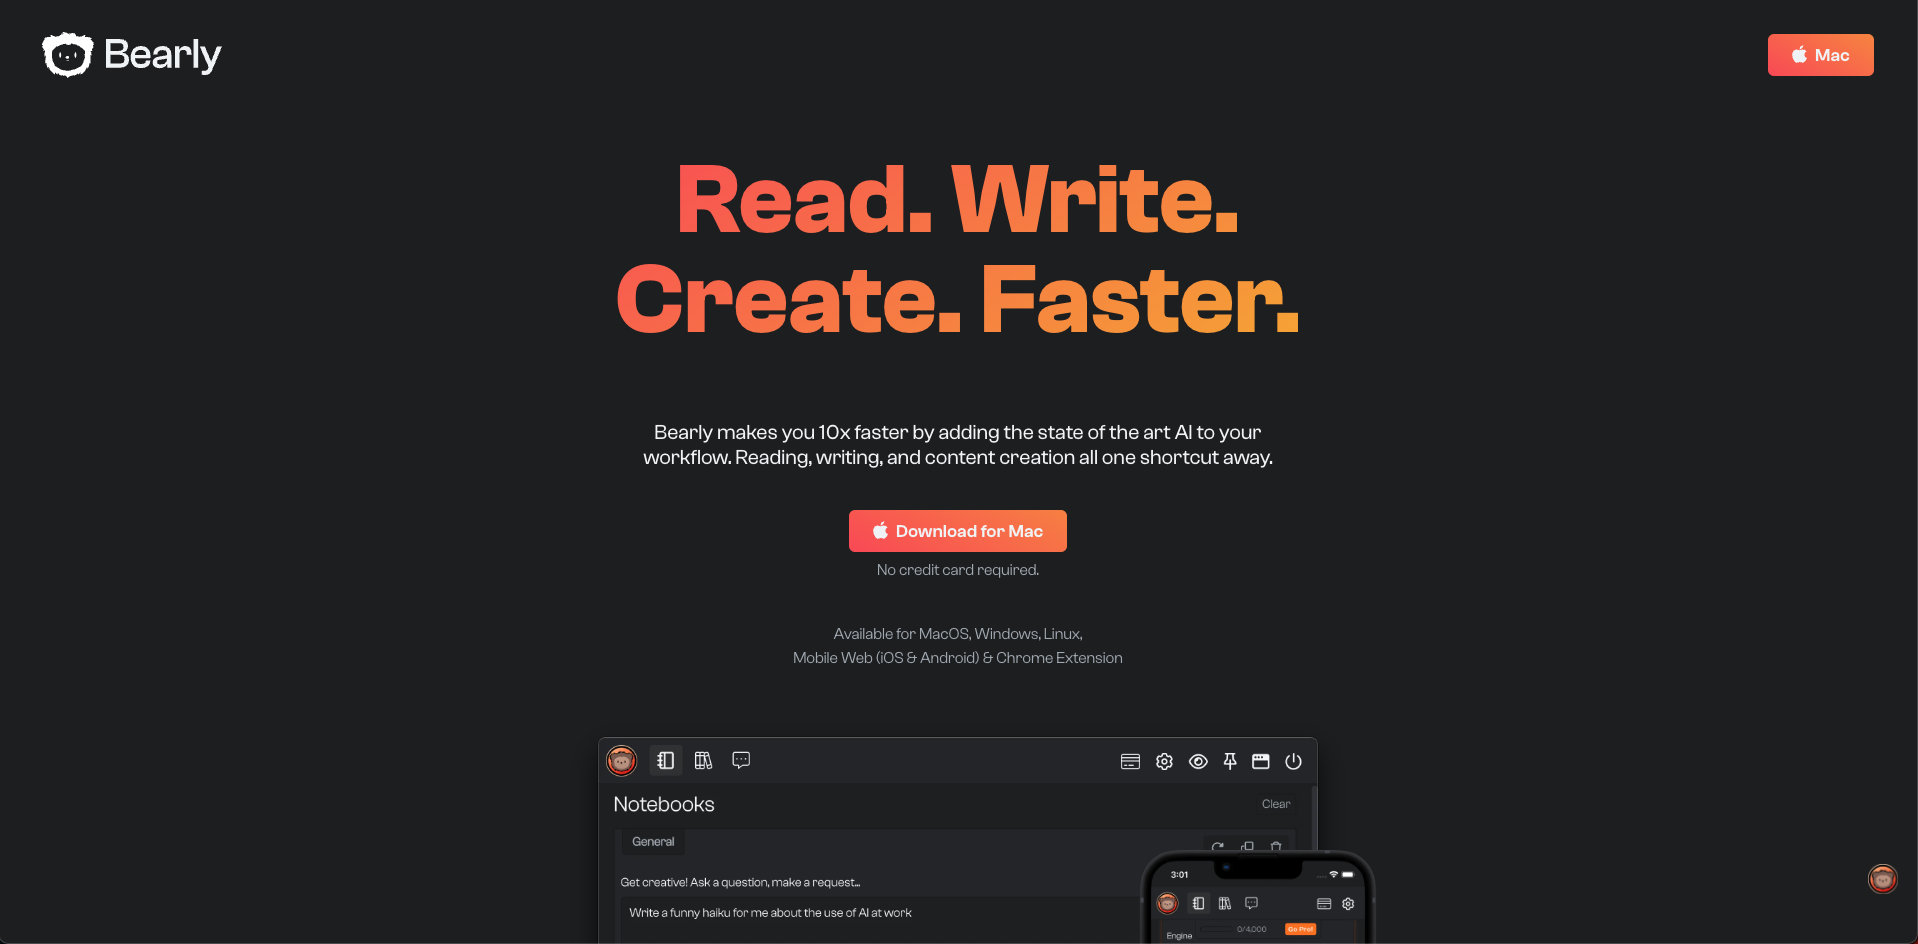 Bearly
Mac
Read. Write.
Create. Faster.
Bearly makes you 10x faster by adding the state of the art AI to your
workflow. Reading, writing, and content creation all one shortcut away.
Download for Mac
No credit card required.
Available for MacOS, Windows, Linux,
Mobile Web (iOS & Android) & Chrome Extension
Notebooks
Clear
General
Get creative! Ask a question, make a request...
Write a funny haiku for me about the use of AI at work
3:01
0/4,000
Go Pro!
Engine